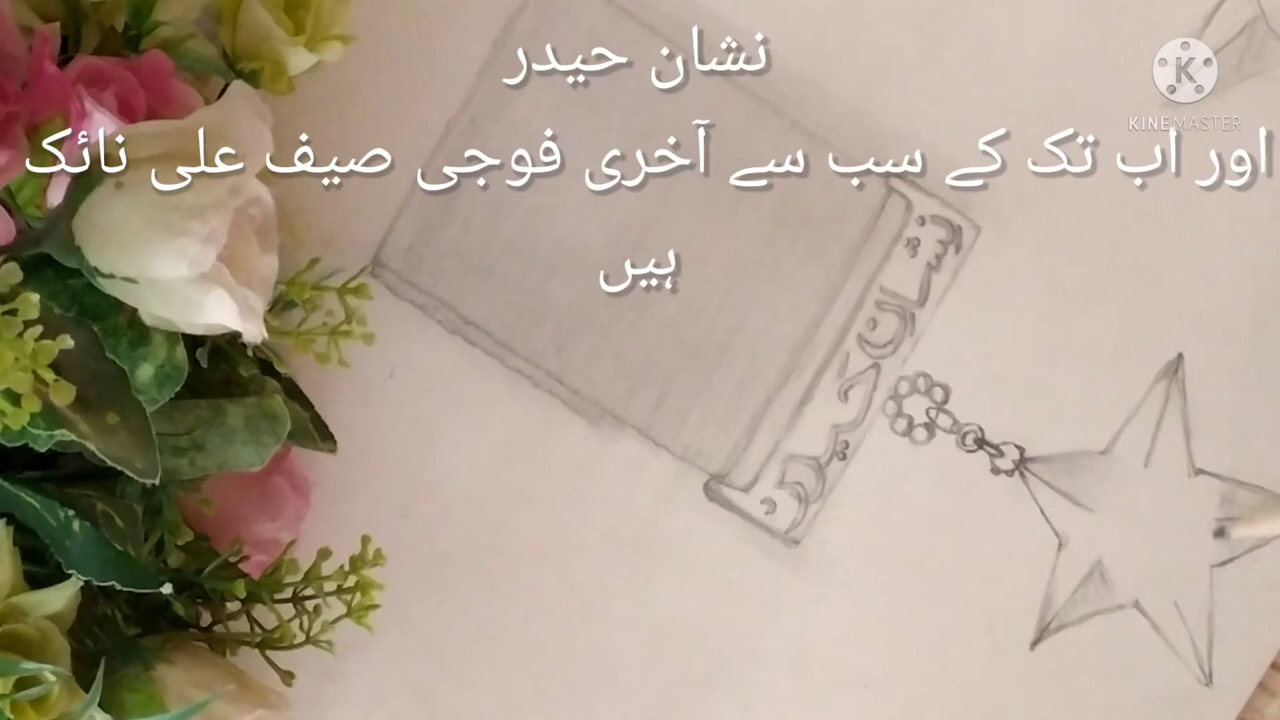 نشان حیدر
اور اب تک کے سب سے آخری فوجی صیف علی نائک
ہیں
نشان حیدر
KINEMASTER